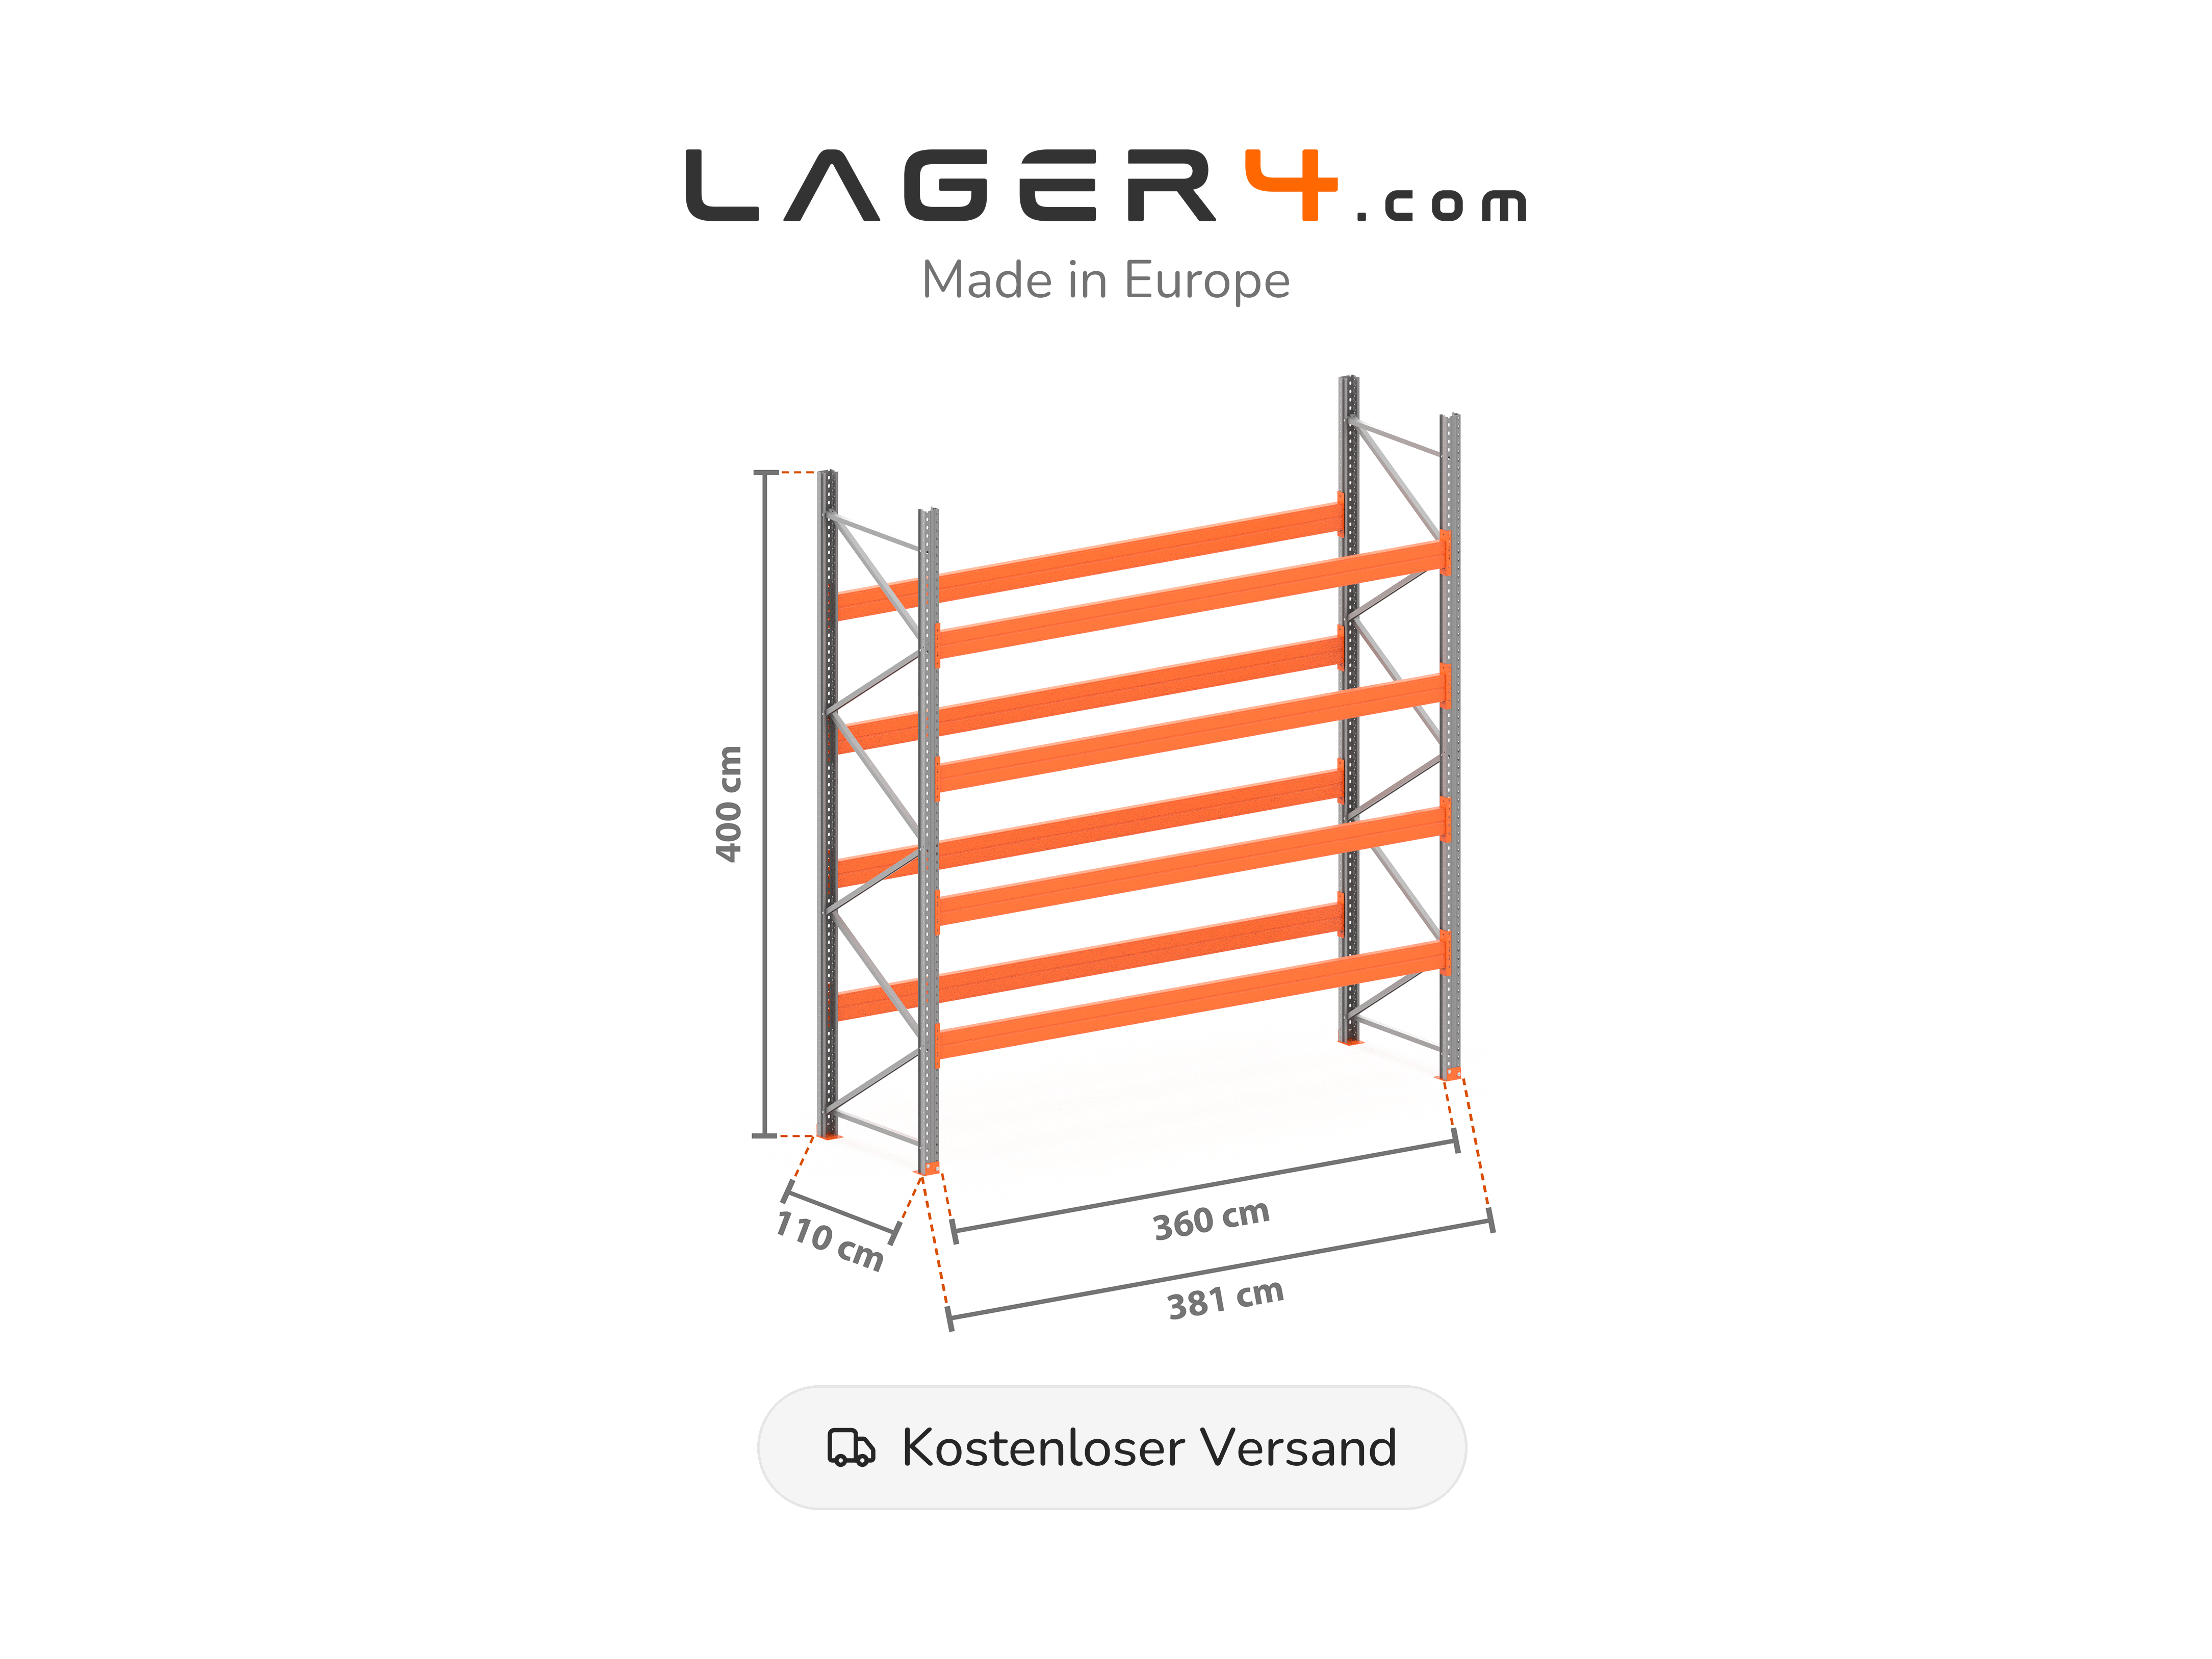 LAGER4.com
Made in Europe
400 cm
110 cm
360 cm
381 cm
Kostenloser Versand